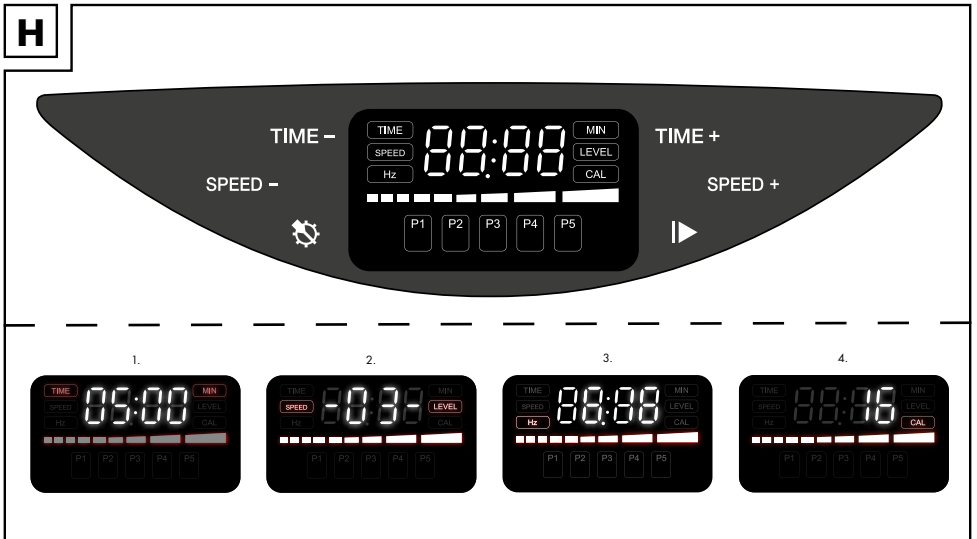 H
TIME –
SPEED –
TIME
SPEED
Hz
88:88
MIN
LEVEL
CAL
P1 P2 P3 P4 P5
TIME +
SPEED +
1.
TIME 05:00 MIN
SPEED LEVEL
Hz CAL
P1 P2 P3 P4 P5
2.
TIME MIN
SPEED -03- LEVEL
Hz CAL
P1 P2 P3 P4 P5
3.
TIME 88:88 MIN
SPEED LEVEL
Hz CAL
P1 P2 P3 P4 P5
4.
TIME MIN
SPEED 16 LEVEL
Hz CAL
P1 P2 P3 P4 P5